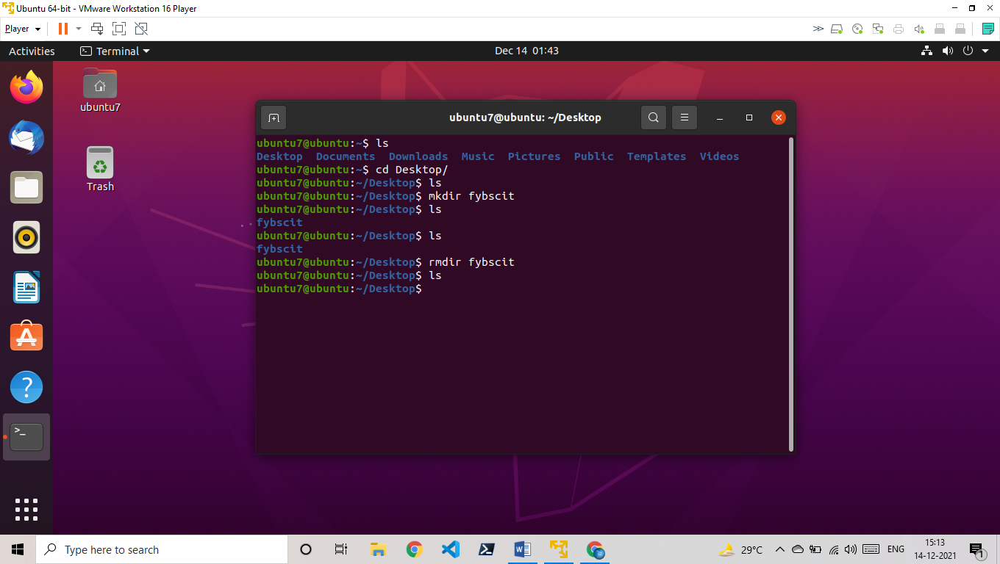 Ubuntu 64-bit - VMware Workstation 16 Player
Player
Activities Terminal Dec 14 01:43
ubuntu7
Trash
ubuntu7@ubuntu: ~/Desktop
ubuntu7@ubuntu:~$ ls
Desktop Documents Downloads Music Pictures Public Templates Videos
ubuntu7@ubuntu:~$ cd Desktop/
ubuntu7@ubuntu:~/Desktop$ ls
ubuntu7@ubuntu:~/Desktop$ mkdir fybscit
ubuntu7@ubuntu:~/Desktop$ ls
fybscit
ubuntu7@ubuntu:~/Desktop$ ls
fybscit
ubuntu7@ubuntu:~/Desktop$ rmdir fybscit
ubuntu7@ubuntu:~/Desktop$ ls
ubuntu7@ubuntu:~/Desktop$
Type here to search
29°C
ENG
15:13
14-12-2021
1